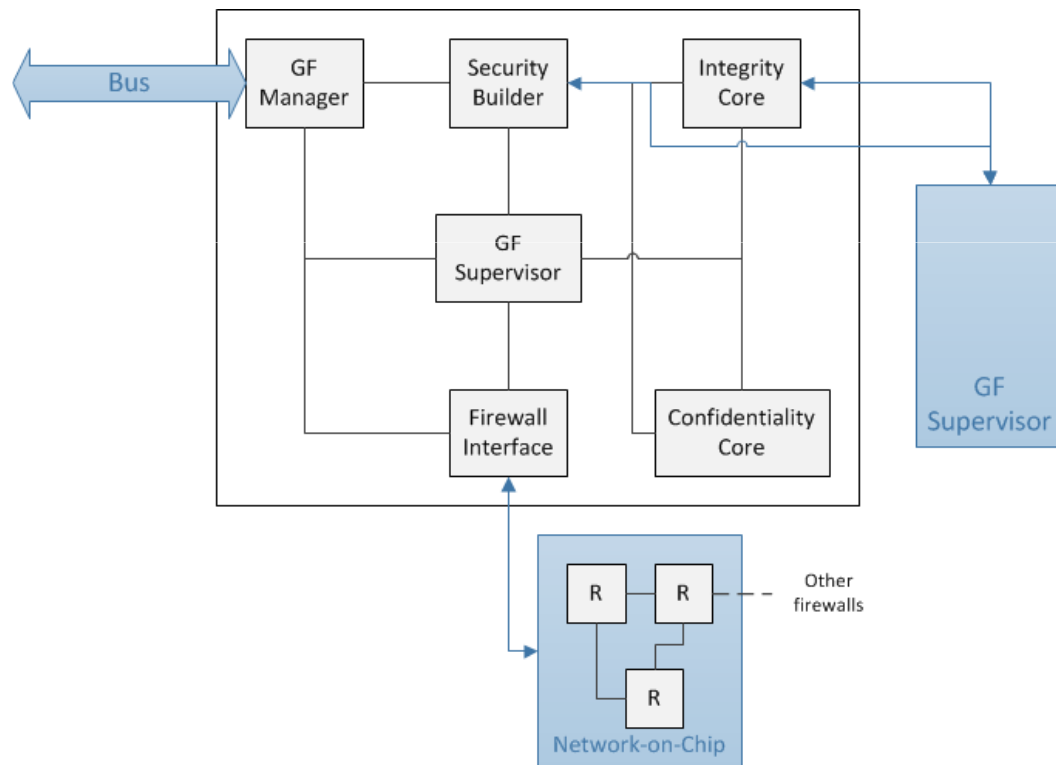 Bus
GF
Manager
Security
Builder
Integrity
Core
GF
Supervisor
GF
Supervisor
Firewall
Interface
Confidentiality
Core
R
R
Other
firewalls
R
Network-on-Chip